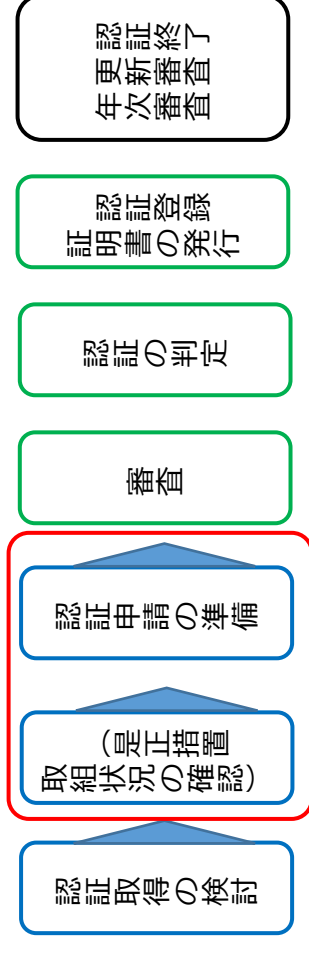 認証取得の検討
（是正措置
取組状況の確認）
認証申請の準備
審査
認証の判定
認証登録
証明書の発行
認証終了
更新審査
年次審査